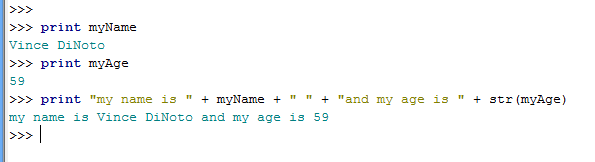 >>>
>>> print myName
Vince DiNoto
>>> print myAge
59
>>> print "my name is " + myName + " " + "and my age is " + str(myAge)
my name is Vince DiNoto and my age is 59
>>>